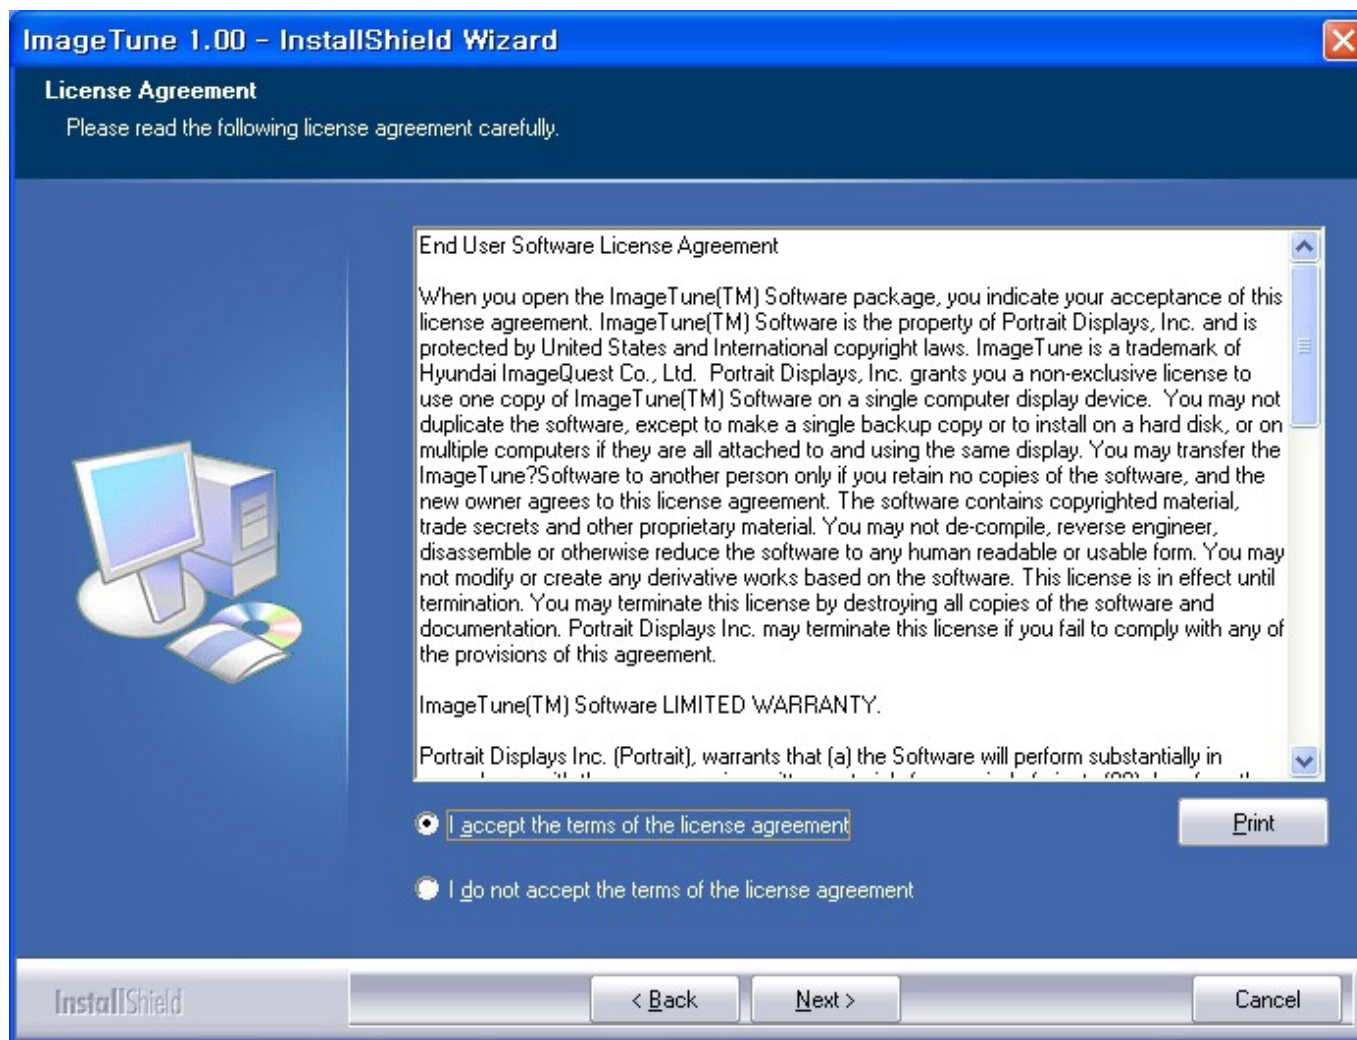 ImageTune 1.00 - InstallShield Wizard
License Agreement
Please read the following license agreement carefully.
End User Software License Agreement
When you open the ImageTune(TM) Software package, you indicate your acceptance of this
license agreement. ImageTune(TM) Software is the property of Portrait Displays, Inc. and is
protected by United States and International copyright laws. ImageTune is a trademark of
Hyundai ImageQuest Co., Ltd.  Portrait Displays, Inc. grants you a non-exclusive license to
use one copy of ImageTune(TM) Software on a single computer display device.  You may not
duplicate the software, except to make a single backup copy or to install on a hard disk, or on
multiple computers if they are all attached to and using the same display. You may transfer the
ImageTune?Software to another person only if you retain no copies of the software, and the
new owner agrees to this license agreement. The software contains copyrighted material,
trade secrets and other proprietary material. You may not de-compile, reverse engineer,
disassemble or otherwise reduce the software to any human readable or usable form. You may
not modify or create any derivative works based on the software. This license is in effect until
termination. You may terminate this license by destroying all copies of the software and
documentation. Portrait Displays Inc. may terminate this license if you fail to comply with any of
the provisions of this agreement.
ImageTune(TM) Software LIMITED WARRANTY.
Portrait Displays Inc. (Portrait), warrants that (a) the Software will perform substantially in
I accept the terms of the license agreement
Print
I do not accept the terms of the license agreement
InstallShield
< Back
Next >
Cancel